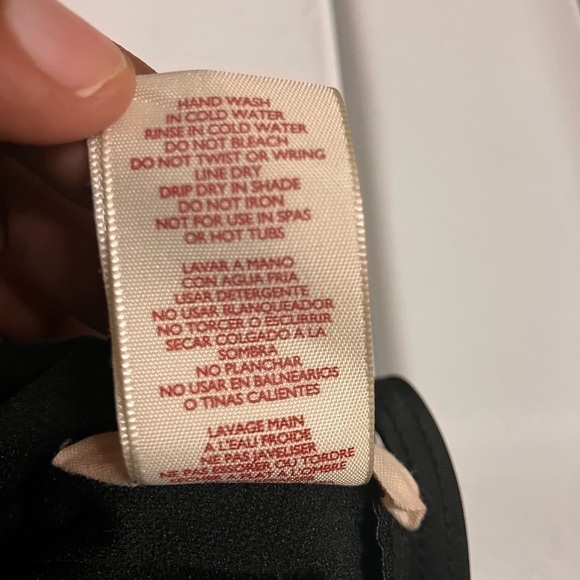 HAND WASH
IN COLD WATER
RINSE IN COLD WATER
DO NOT BLEACH
DO NOT TWIST OR WRING
LINE DRY
DRIP DRY IN SHADE
DO NOT IRON
NOT FOR USE IN SPAS
OR HOT TUBS
LAVAR A MANO
CON AGUA FRIA
USAR DETERGENTE
NO USAR BLANQUEADOR
NO TORCER O ESCURRIR
SECAR COLGADO A LA
SOMBRA
NO PLANCHAR
NO USAR EN BALNEARIOS
O TINAS CALIENTES
LAVAGE MAIN
A L'EAU FROIDE
NE PAS JAVELISER
NE PAS ESSORER OU TORDRE
L'OMBRE